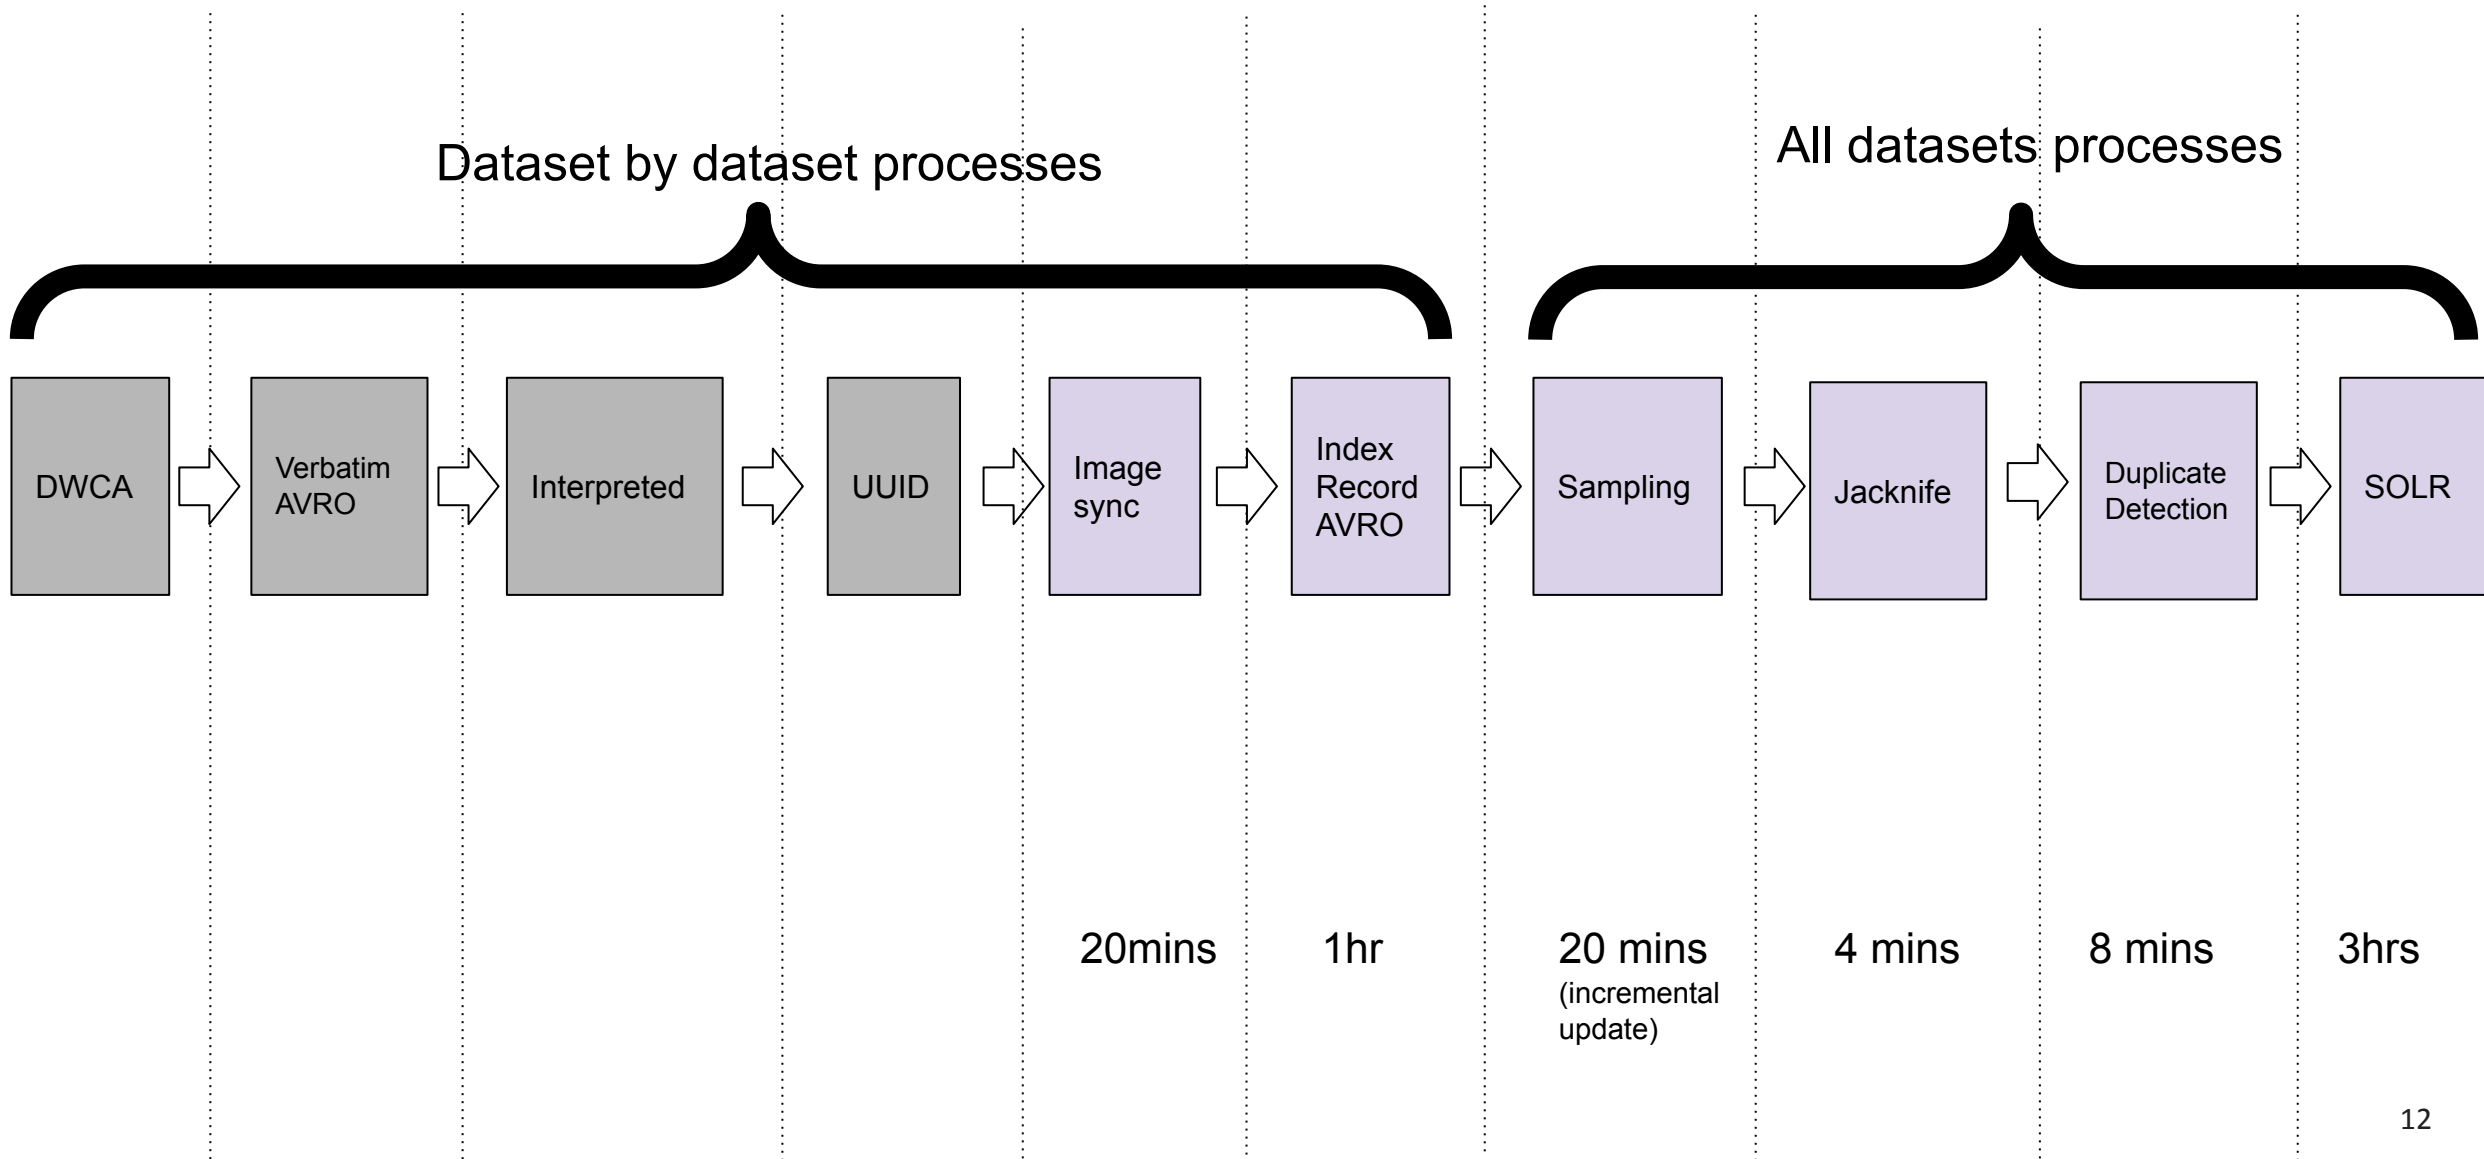 Dataset by dataset processes
All datasets processes
DWCA
Verbatim
AVRO
Interpreted
UUID
Image
sync
Index
Record
AVRO
Sampling
Jacknife
Duplicate
Detection
SOLR
20mins
1hr
20 mins
(incremental
update)
4 mins
8 mins
3hrs
12